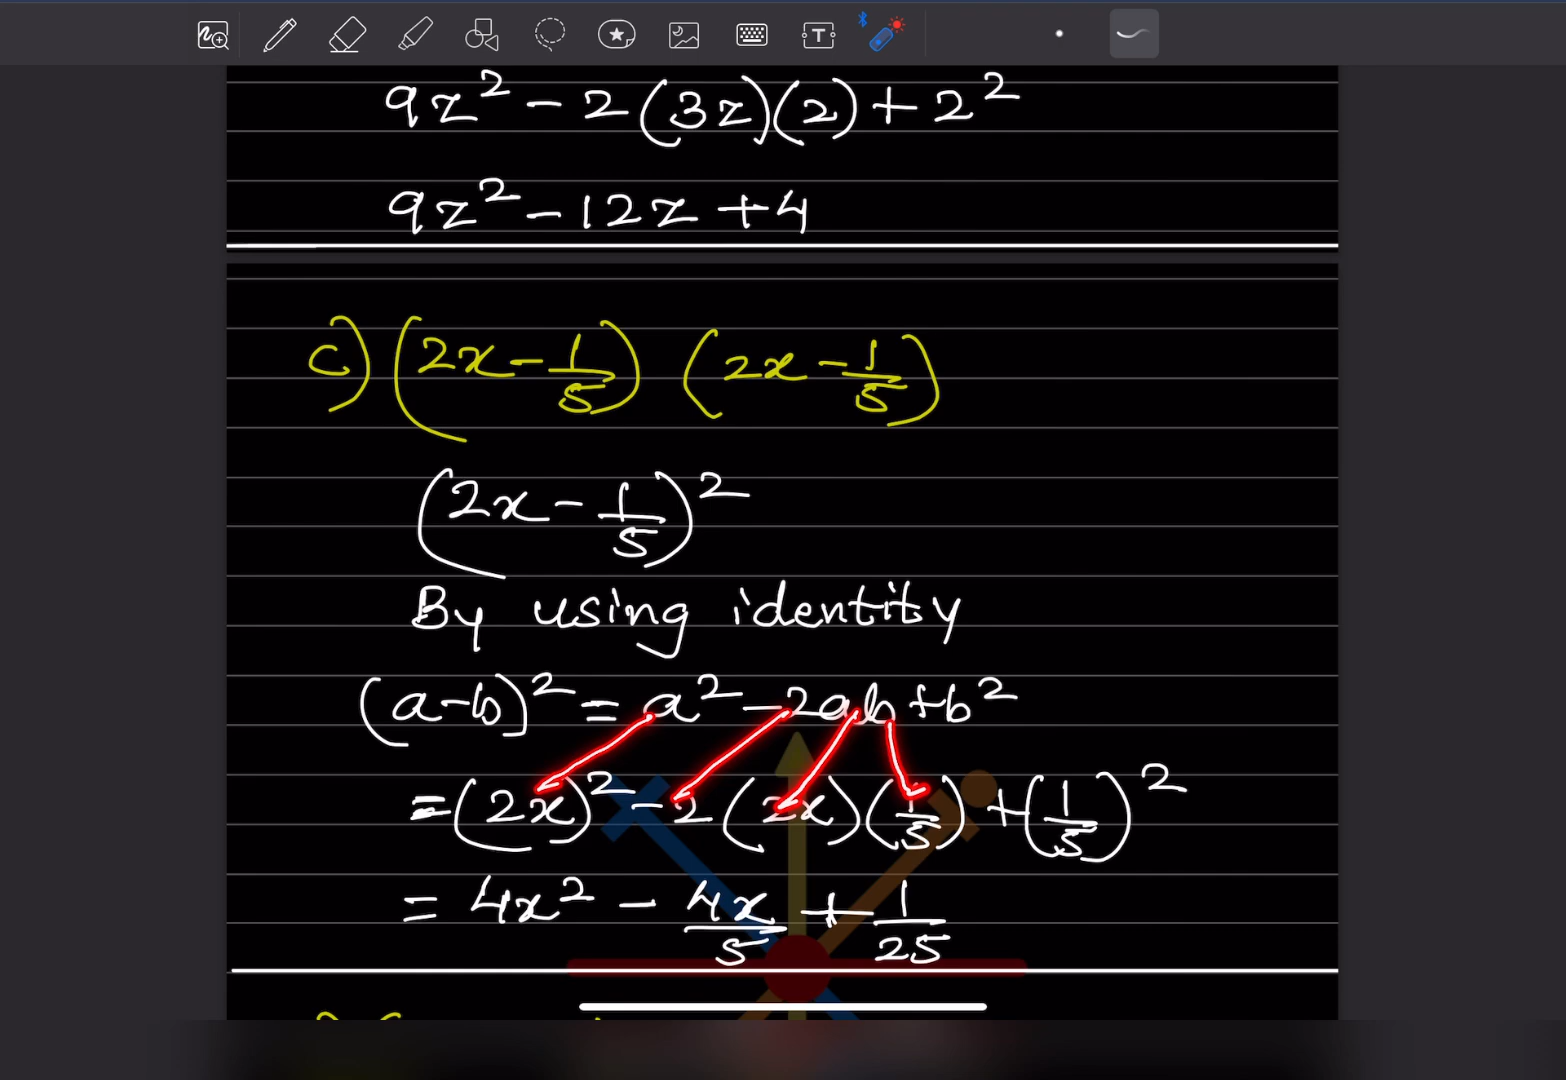 9z² - 2(3z)(2) + 2²
9z² - 12z + 4
c) (2x - 1/5) (2x - 1/5)
(2x - 1/5)²
By using identity
(a-b)² = a² - 2ab + b²
= (2x)² - 2(2x)(1/5) + (1/5)²
= 4x² - 4x/5 + 1/25